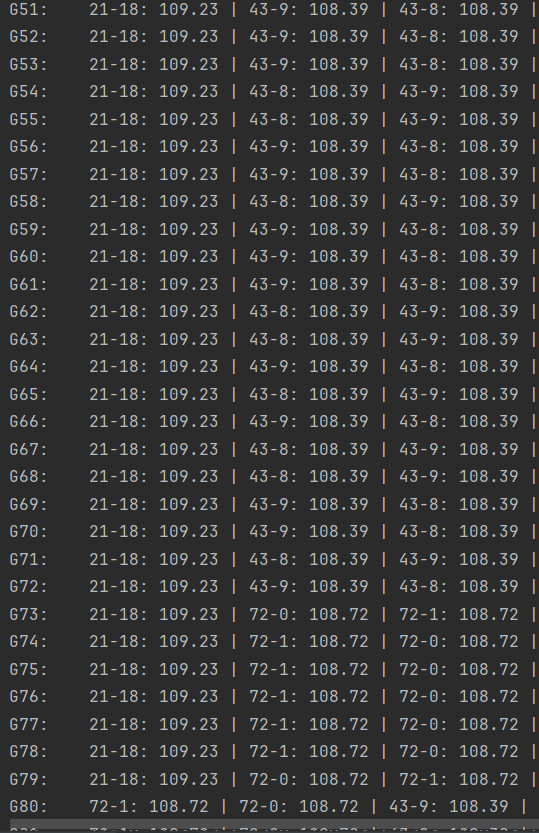 G51: 21-18: 109.23 | 43-9: 108.39 | 43-8: 108.39 |
G52: 21-18: 109.23 | 43-9: 108.39 | 43-8: 108.39 |
G53: 21-18: 109.23 | 43-9: 108.39 | 43-8: 108.39 |
G54: 21-18: 109.23 | 43-8: 108.39 | 43-9: 108.39 |
G55: 21-18: 109.23 | 43-9: 108.39 | 43-8: 108.39 |
G56: 21-18: 109.23 | 43-8: 108.39 | 43-9: 108.39 |
G57: 21-18: 109.23 | 43-9: 108.39 | 43-8: 108.39 |
G58: 21-18: 109.23 | 43-8: 108.39 | 43-9: 108.39 |
G59: 21-18: 109.23 | 43-9: 108.39 | 43-8: 108.39 |
G60: 21-18: 109.23 | 43-9: 108.39 | 43-8: 108.39 |
G61: 21-18: 109.23 | 43-9: 108.39 | 43-8: 108.39 |
G62: 21-18: 109.23 | 43-8: 108.39 | 43-9: 108.39 |
G63: 21-18: 109.23 | 43-8: 108.39 | 43-9: 108.39 |
G64: 21-18: 109.23 | 43-9: 108.39 | 43-8: 108.39 |
G65: 21-18: 109.23 | 43-8: 108.39 | 43-9: 108.39 |
G66: 21-18: 109.23 | 43-9: 108.39 | 43-8: 108.39 |
G67: 21-18: 109.23 | 43-8: 108.39 | 43-9: 108.39 |
G68: 21-18: 109.23 | 43-8: 108.39 | 43-9: 108.39 |
G69: 21-18: 109.23 | 43-9: 108.39 | 43-8: 108.39 |
G70: 21-18: 109.23 | 43-9: 108.39 | 43-8: 108.39 |
G71: 21-18: 109.23 | 43-8: 108.39 | 43-9: 108.39 |
G72: 21-18: 109.23 | 43-9: 108.39 | 43-8: 108.39 |
G73: 21-18: 109.23 | 72-0: 108.72 | 72-1: 108.72 |
G74: 21-18: 109.23 | 72-1: 108.72 | 72-0: 108.72 |
G75: 21-18: 109.23 | 72-1: 108.72 | 72-0: 108.72 |
G76: 21-18: 109.23 | 72-1: 108.72 | 72-0: 108.72 |
G77: 21-18: 109.23 | 72-1: 108.72 | 72-0: 108.72 |
G78: 21-18: 109.23 | 72-1: 108.72 | 72-0: 108.72 |
G79: 21-18: 109.23 | 72-0: 108.72 | 72-1: 108.72 |
G80: 72-1: 108.72 | 72-0: 108.72 | 43-9: 108.39 |